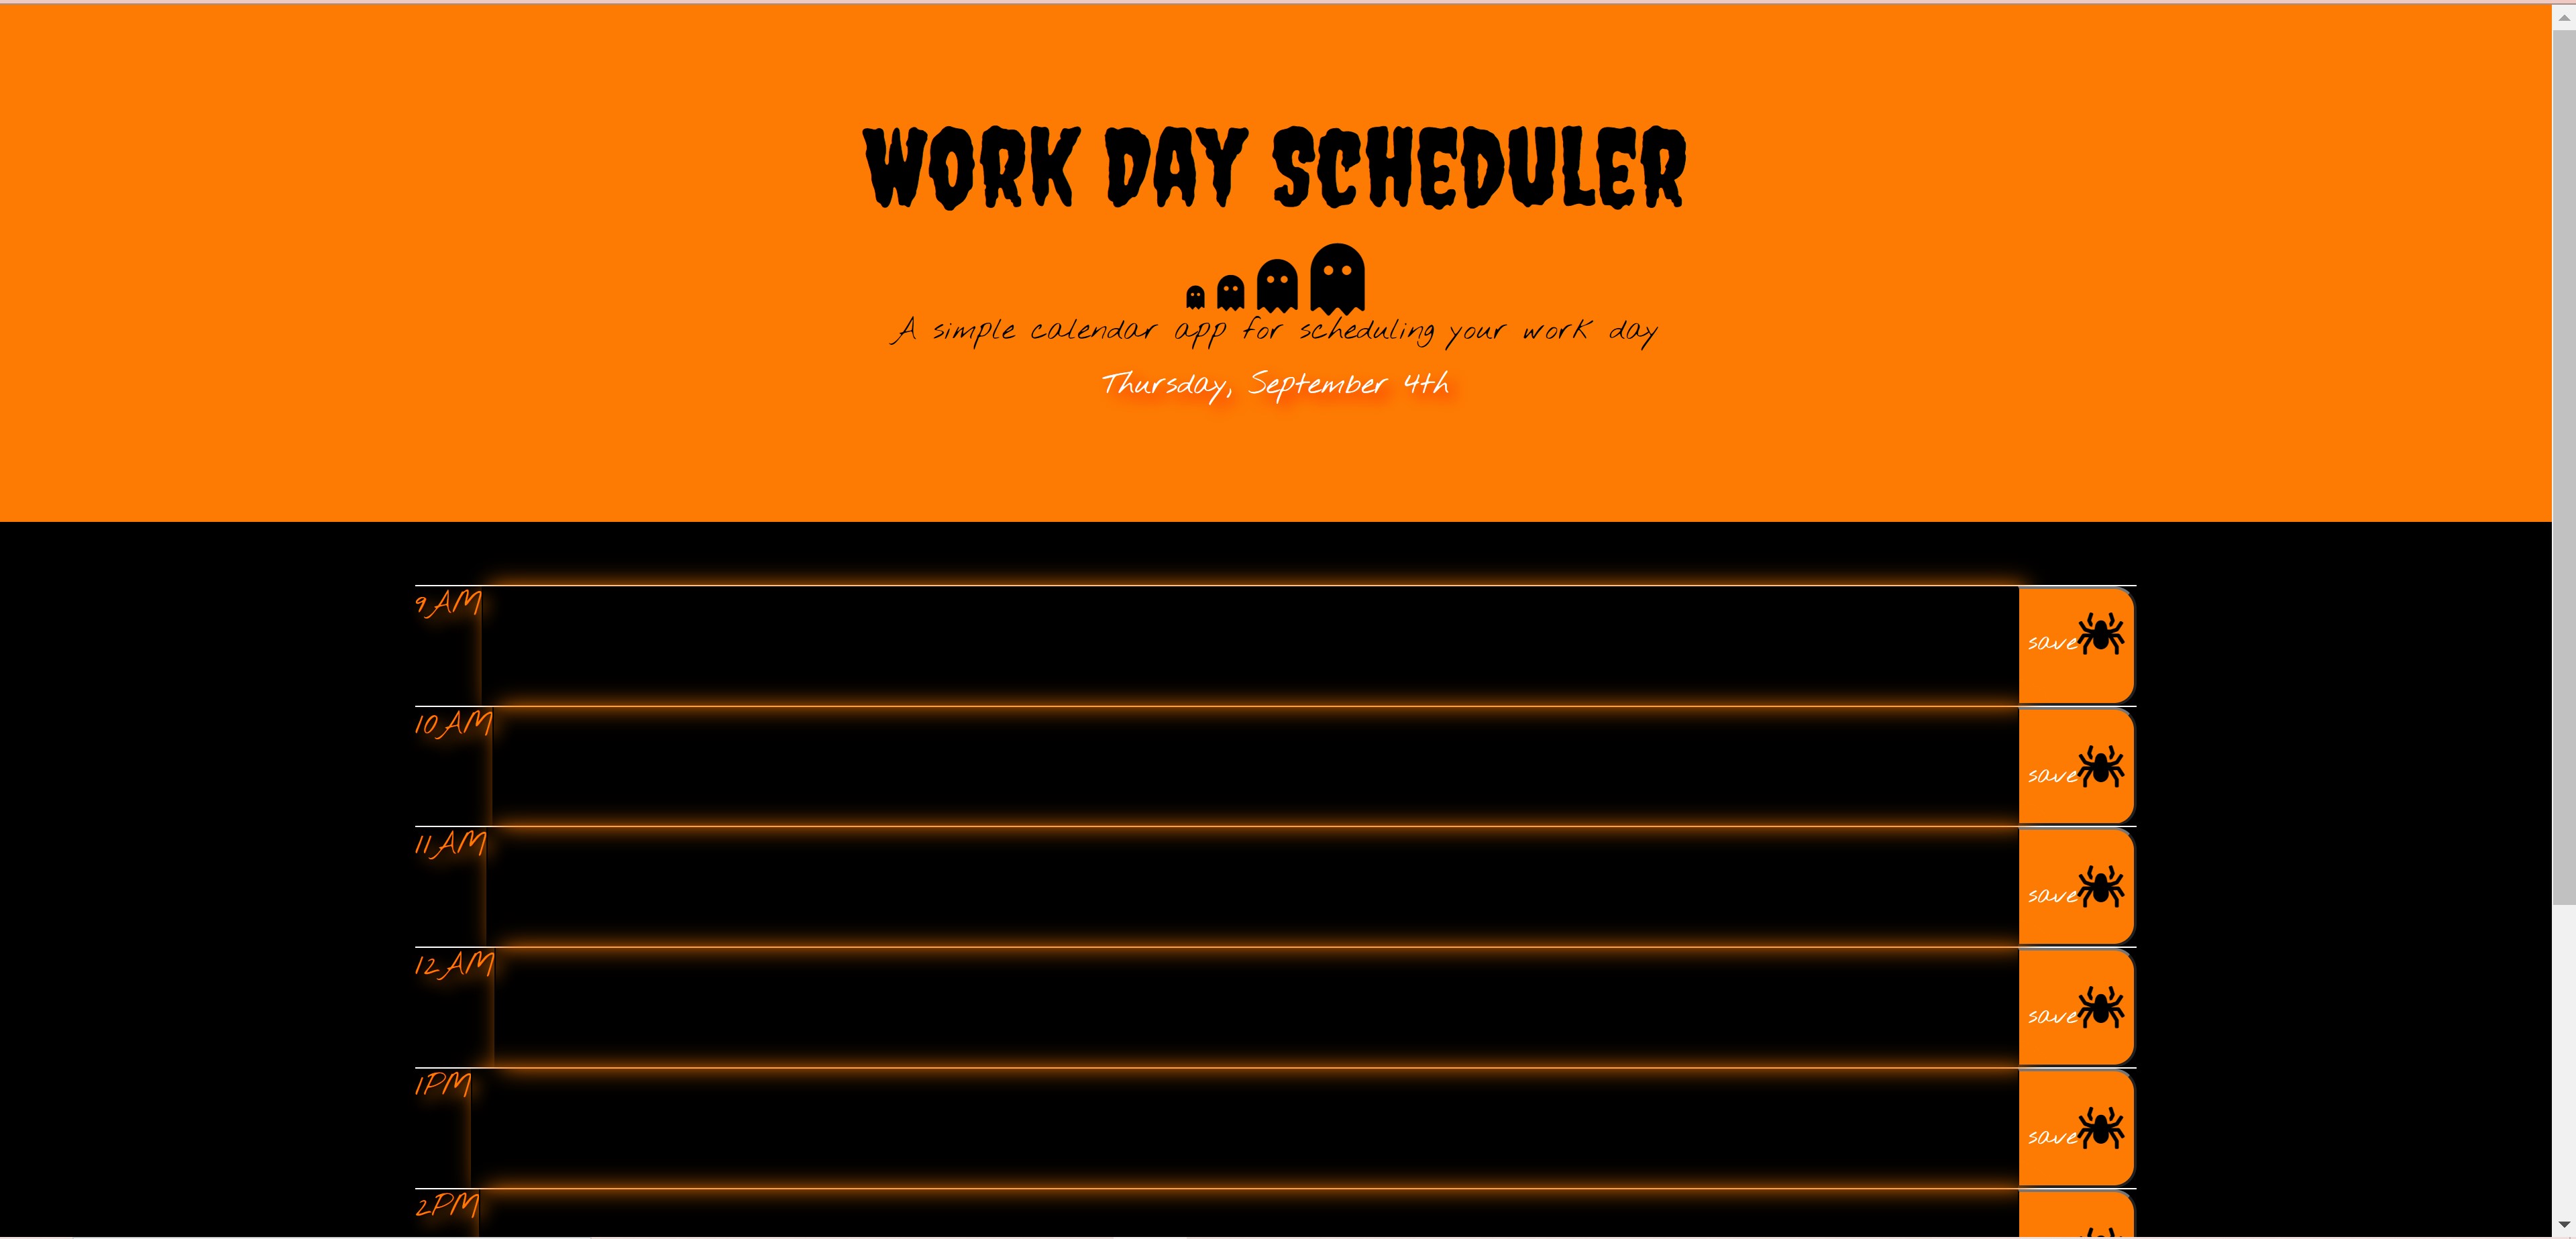 WORK DAY SCHEDULER
A simple calendar app for scheduling your work day
Thursday, September 4th
9AM
save
10AM
save
11AM
save
12AM
save
1PM
save
2PM